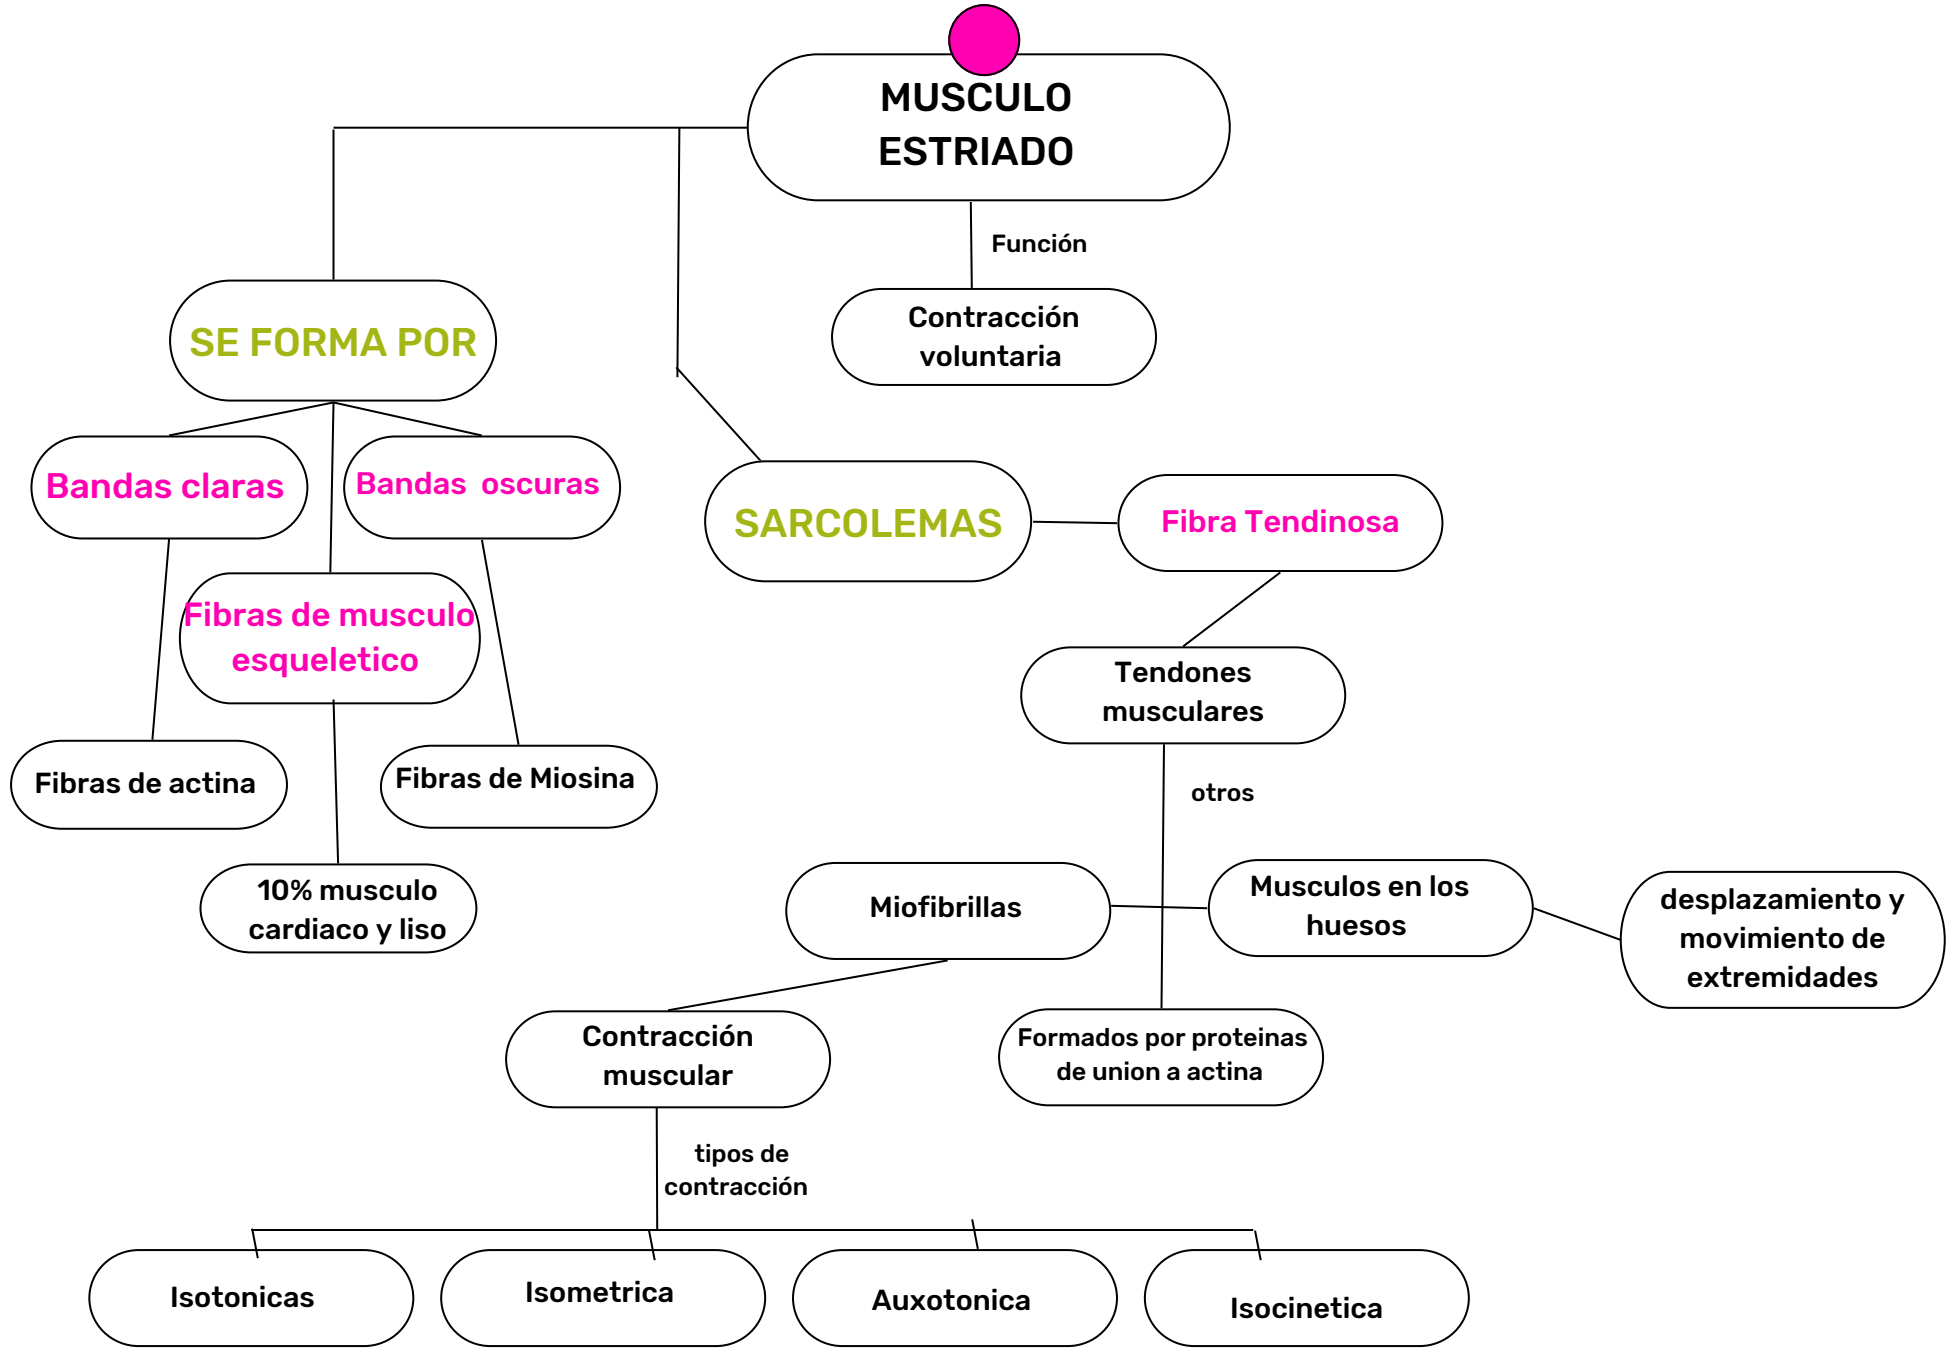 MUSCULO
ESTRIADO
Función
Contracción
voluntaria
SE FORMA POR
Bandas claras
Bandas oscuras
Fibras de musculo
esqueletico
Fibras de actina
Fibras de Miosina
10% musculo
cardiaco y liso
SARCOLEMAS
Fibra Tendinosa
Tendones
musculares
otros
Miofibrillas
Musculos en los
huesos
desplazamiento y
movimiento de
extremidades
Contracción
muscular
Formados por proteinas
de union a actina
tipos de
contracción
Isotonicas
Isometrica
Auxotonica
Isocinetica